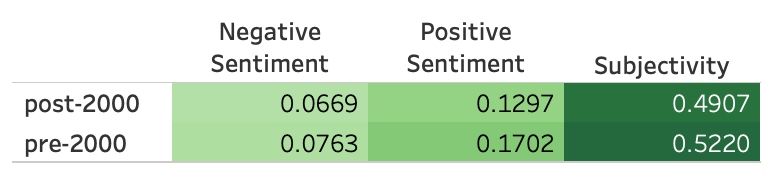 Negative Sentiment Positive Sentiment Subjectivity
post-2000 0.0669 0.1297 0.4907
pre-2000 0.0763 0.1702 0.5220